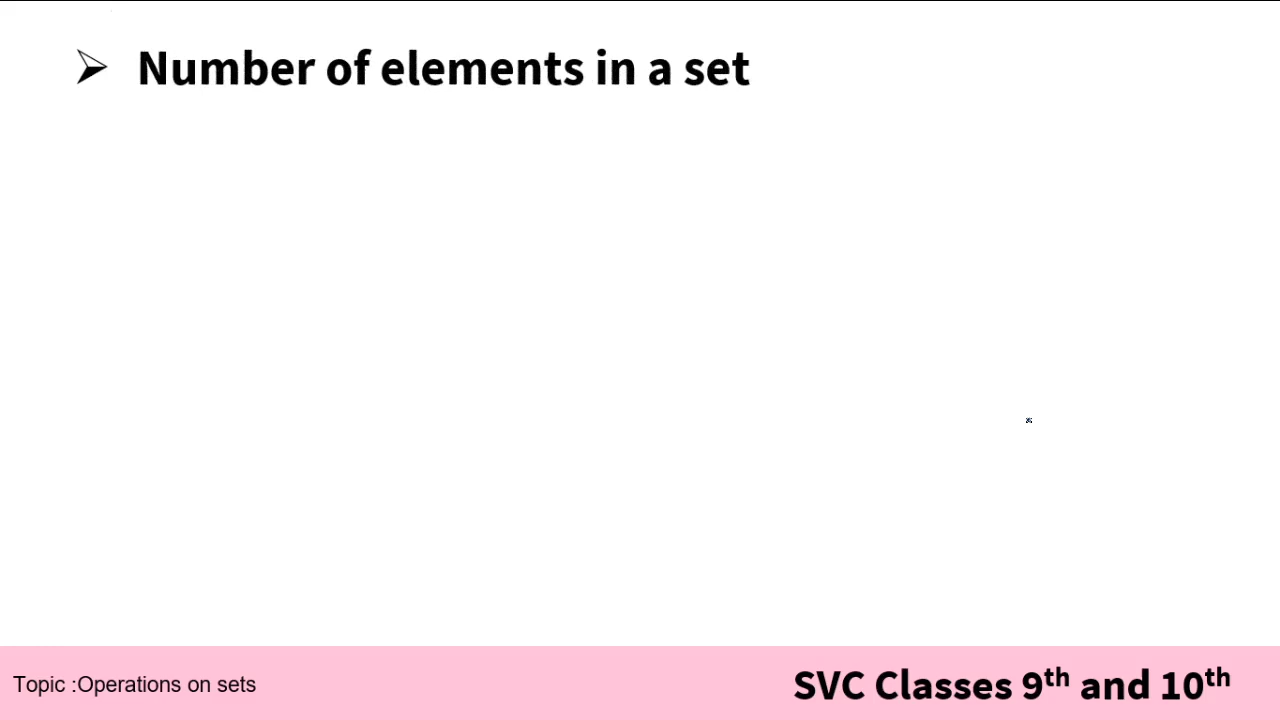 ➢ Number of elements in a set
Topic :Operations on sets
SVC Classes 9th and 10th